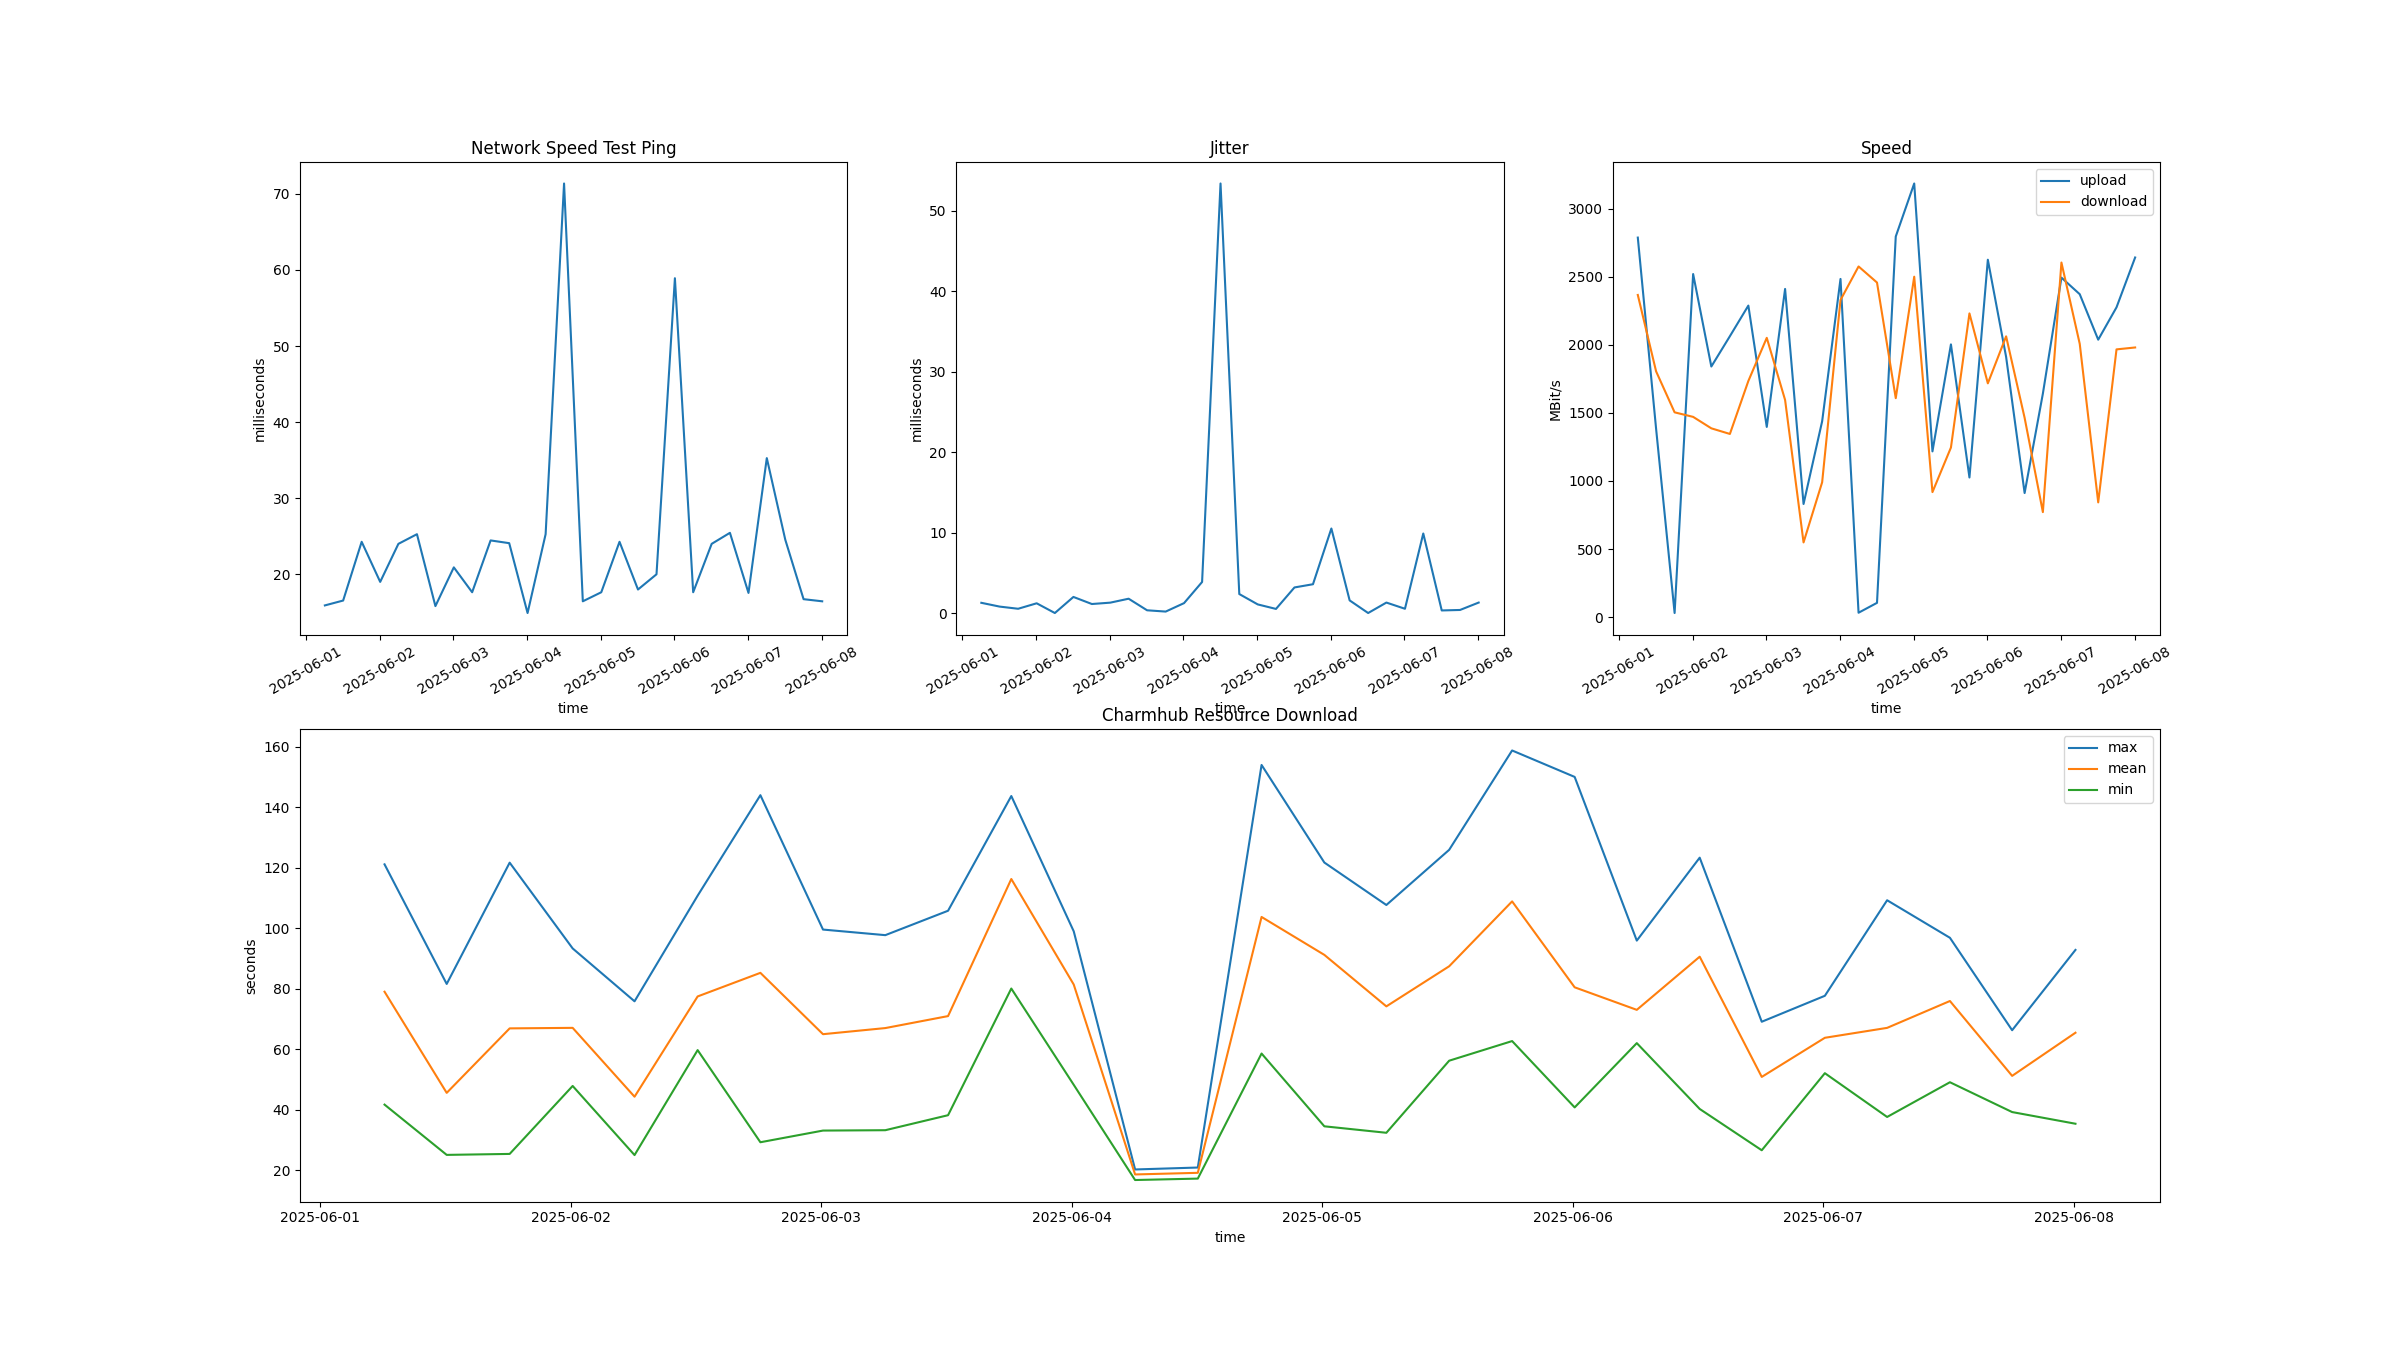 Network Speed Test Ping
milliseconds
70
60
50
40
30
20
2025-06-01 2025-06-02 2025-06-03 2025-06-04 2025-06-05 2025-06-06 2025-06-07 2025-06-08
time
Jitter
milliseconds
50
40
30
20
10
0
2025-06-01 2025-06-02 2025-06-03 2025-06-04 2025-06-05 2025-06-06 2025-06-07 2025-06-08
time
Speed
upload
download
MBit/s
3000
2500
2000
1500
1000
500
0
2025-06-01 2025-06-02 2025-06-03 2025-06-04 2025-06-05 2025-06-06 2025-06-07 2025-06-08
time
Charmhub Resource Download
max
mean
min
seconds
160
140
120
100
80
60
40
20
2025-06-01 2025-06-02 2025-06-03 2025-06-04 2025-06-05 2025-06-06 2025-06-07 2025-06-08
time